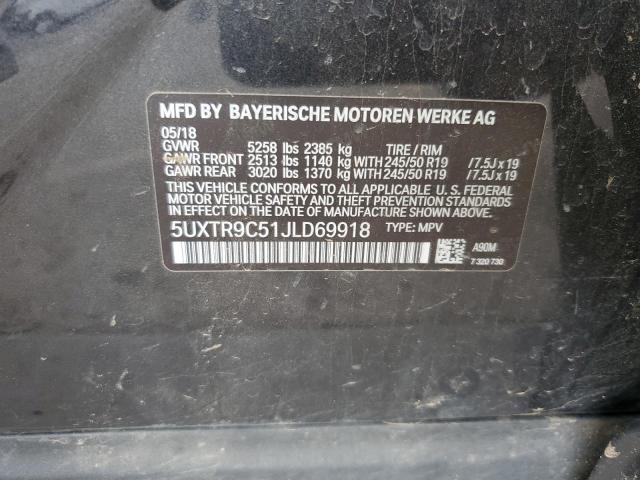 MFD BY BAYERISCHE MOTOREN WERKE AG
05/18
GVWR 5258 lbs 2385 kg TIRE / RIM
GAWR FRONT 2513 lbs 1140 kg WITH 245/50 R19 /7.5J x 19
GAWR REAR 3020 lbs 1370 kg WITH 245/50 R19 /7.5J x 19
THIS VEHICLE CONFORMS TO ALL APPLICABLE U. S. FEDERAL
MOTOR VEHICLE SAFETY, BUMPER, AND THEFT PREVENTION
STANDARDS IN EFFECT ON THE DATE OF MANUFACTURE SHOWN ABOVE.
5UXTR9C51JLD69918 TYPE: MPV
A90M
7 320 730